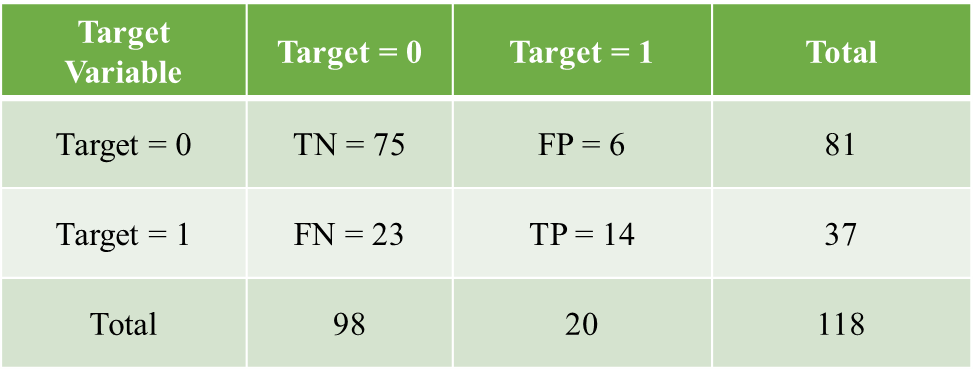 Target Variable Target = 0 Target = 1 Total
Target = 0 TN = 75 FP = 6 81
Target = 1 FN = 23 TP = 14 37
Total 98 20 118